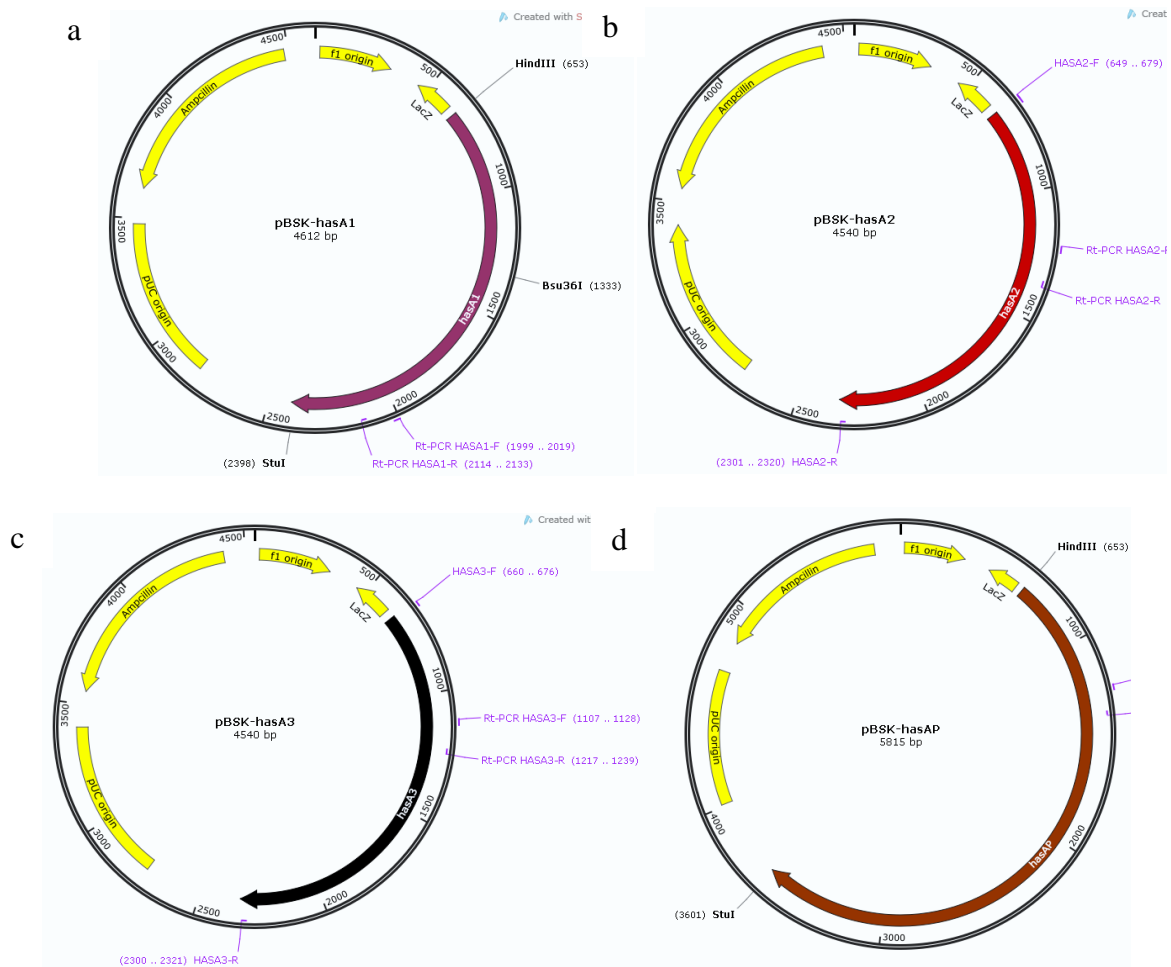 a
Created with S
4500
f1 origin
500
HindIII (653)
LacZ
Ampcillin
4000
1000
3500
pBSK-hasA1
4612 bp
pUC origin
Bsu36I (1333)
hasA1
1500
3000
2500
2000
Rt-PCR HASA1-F (1999 .. 2019)
(2398) StuI
Rt-PCR HASA1-R (2114 .. 2133)
b
Creat
4500
f1 origin
500
HASA2-F (649 .. 679)
LacZ
Ampcillin
4000
1000
3500
pBSK-hasA2
4540 bp
Rt-PCR HASA2-F
pUC origin
Rt-PCR HASA2-R
hasA2
1500
3000
2500
2000
(2301 .. 2320) HASA2-R
c
Created wit
4500
f1 origin
500
HASA3-F (660 .. 676)
LacZ
Ampcillin
4000
1000
3500
pBSK-hasA3
4540 bp
Rt-PCR HASA3-F (1107 .. 1128)
Rt-PCR HASA3-R (1217 .. 1239)
pUC origin
hasA3
1500
3000
2500
2000
(2300 .. 2321) HASA3-R
d
f1 origin
HindIII (653)
LacZ
Ampcillin
5000
1000
pBSK-hasAP
5815 bp
pUC origin
4000
hasAP
2000
(3601) StuI
3000